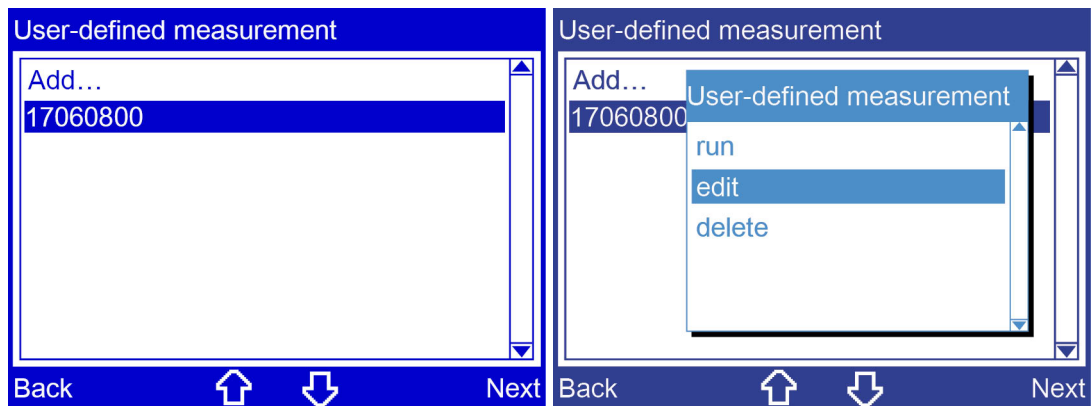 User-defined measurement
Add...
17060800
Back
Next
User-defined measurement
Add...
17060800
User-defined measurement
run
edit
delete
Back
Next